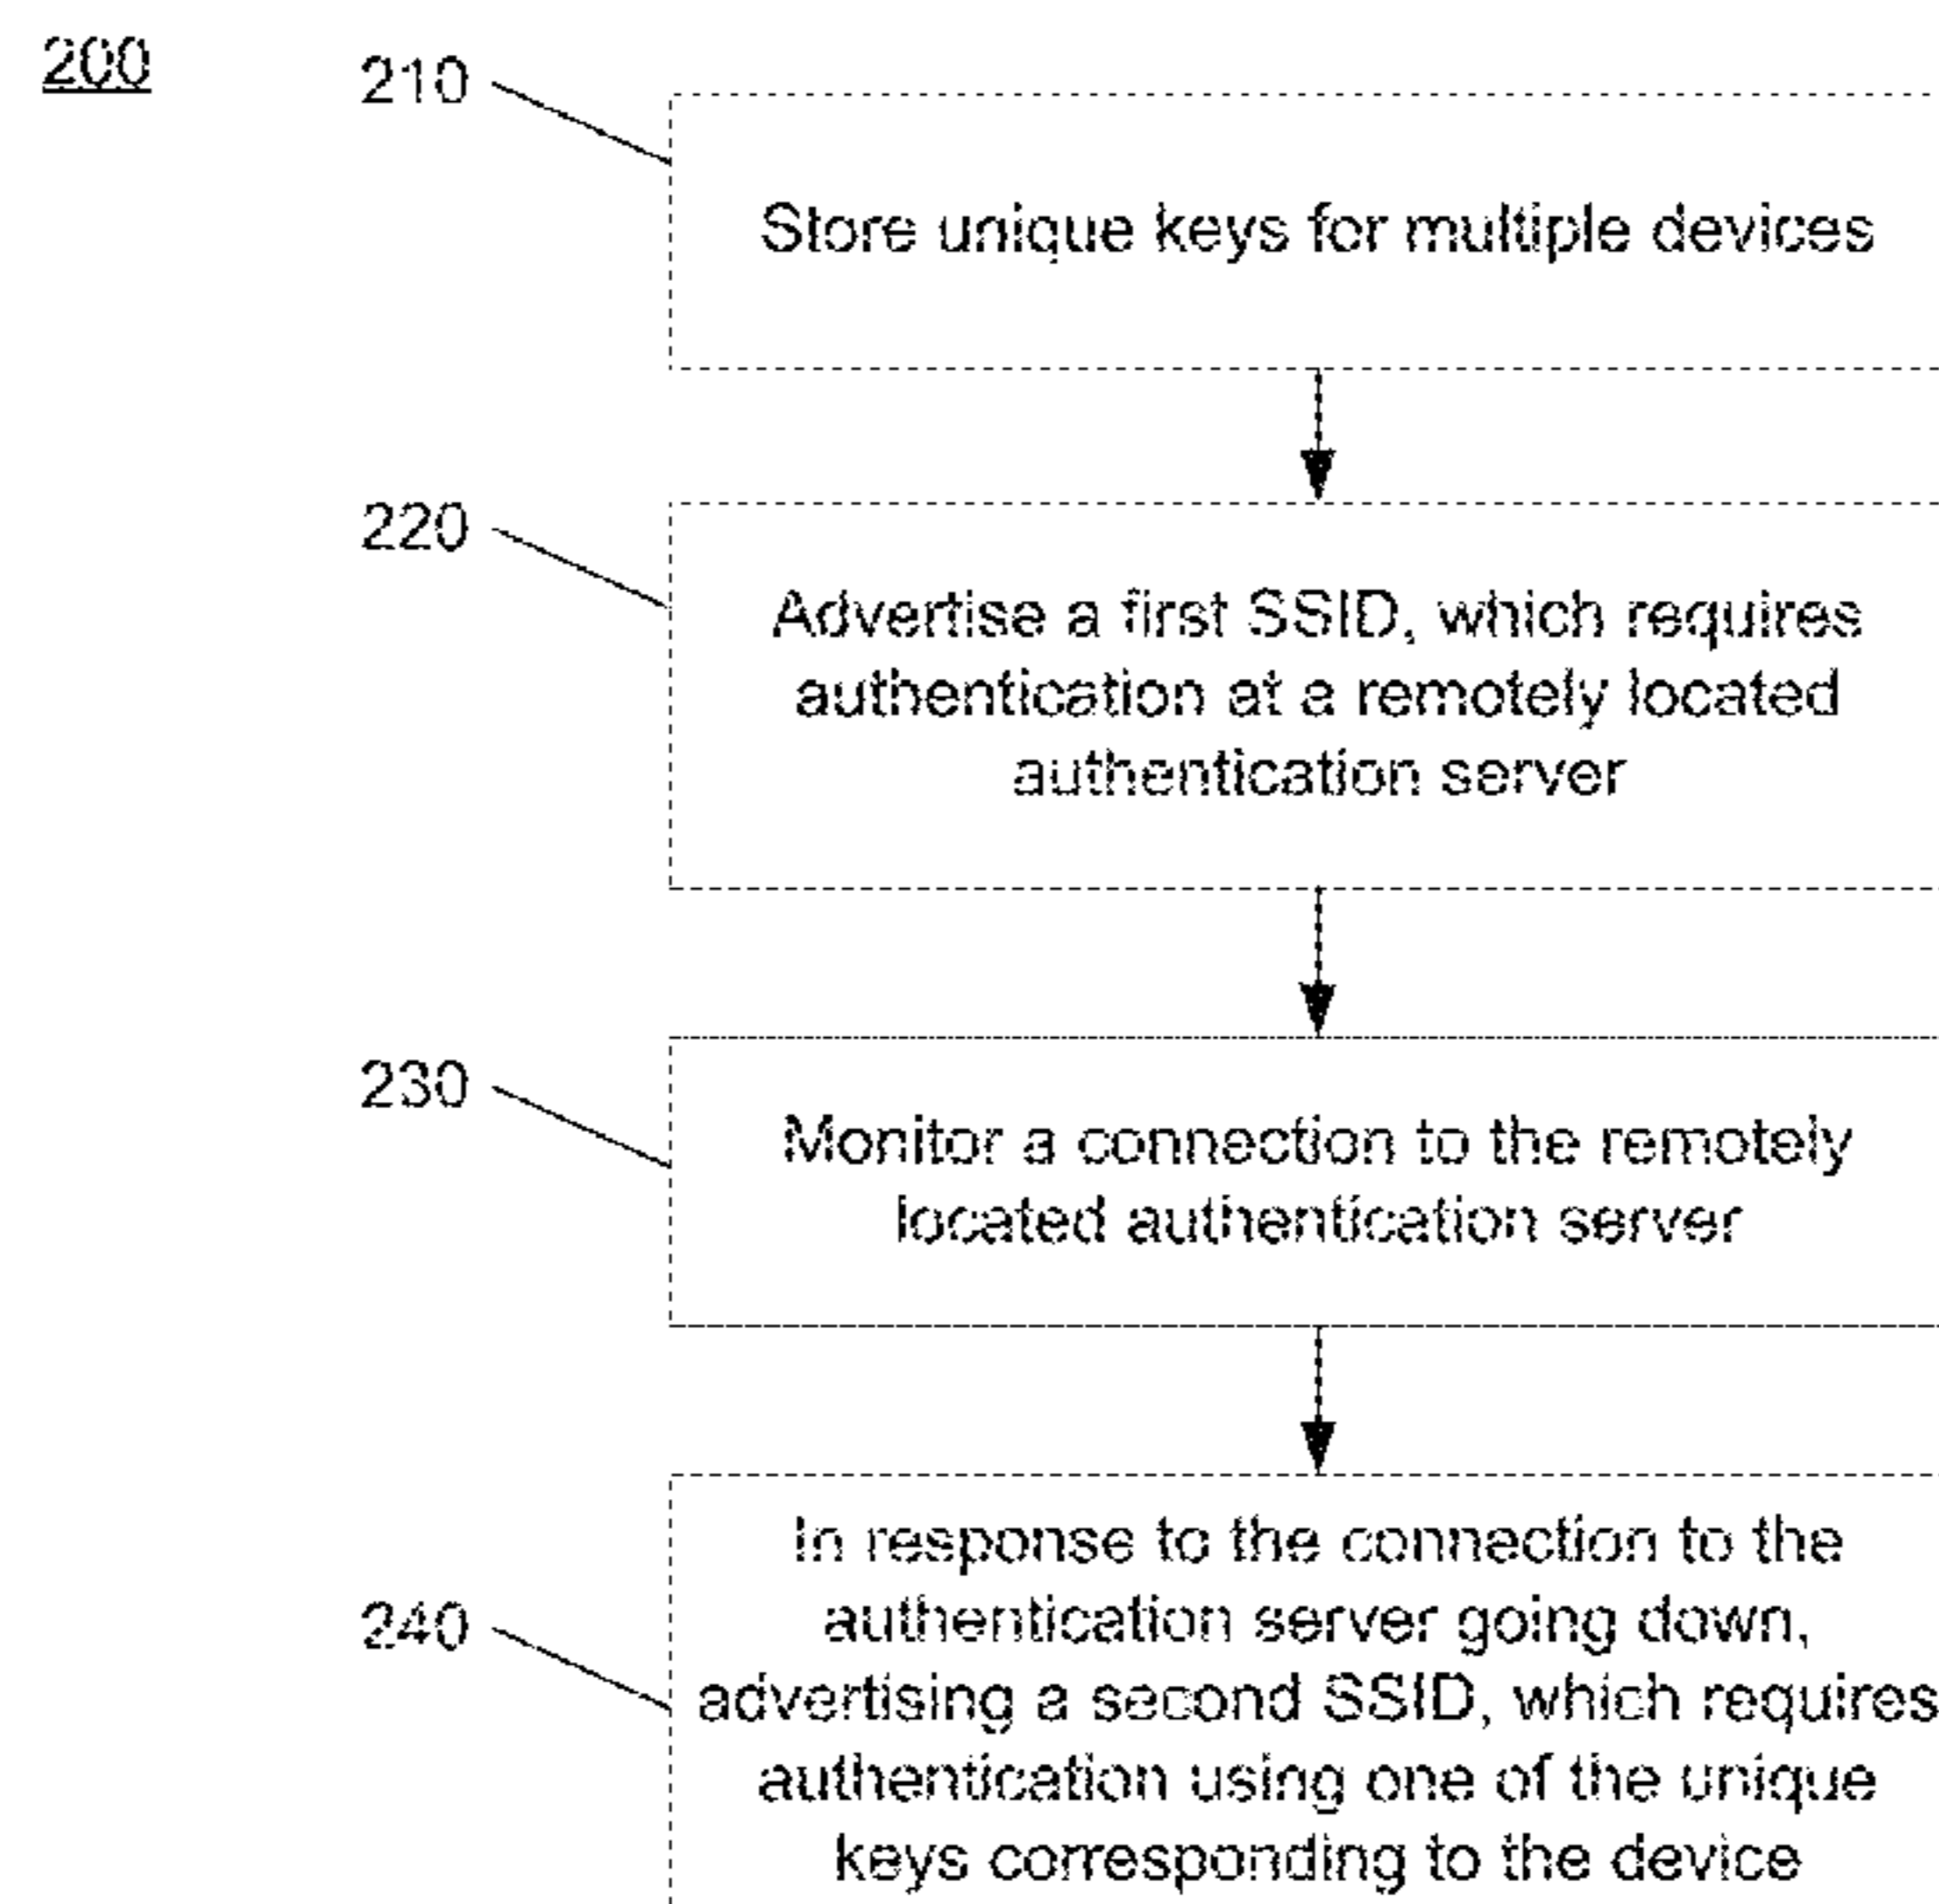 200
210
Store unique keys for multiple devices
220
Advertise a first SSID, which requires
authentication at a remotely located
authentication server
230
Monitor a connection to the remotely
located authentication server
240
In response to the connection to the
authentication server going down,
advertising a second SSID, which requires
authentication using one of the unique
keys corresponding to the device